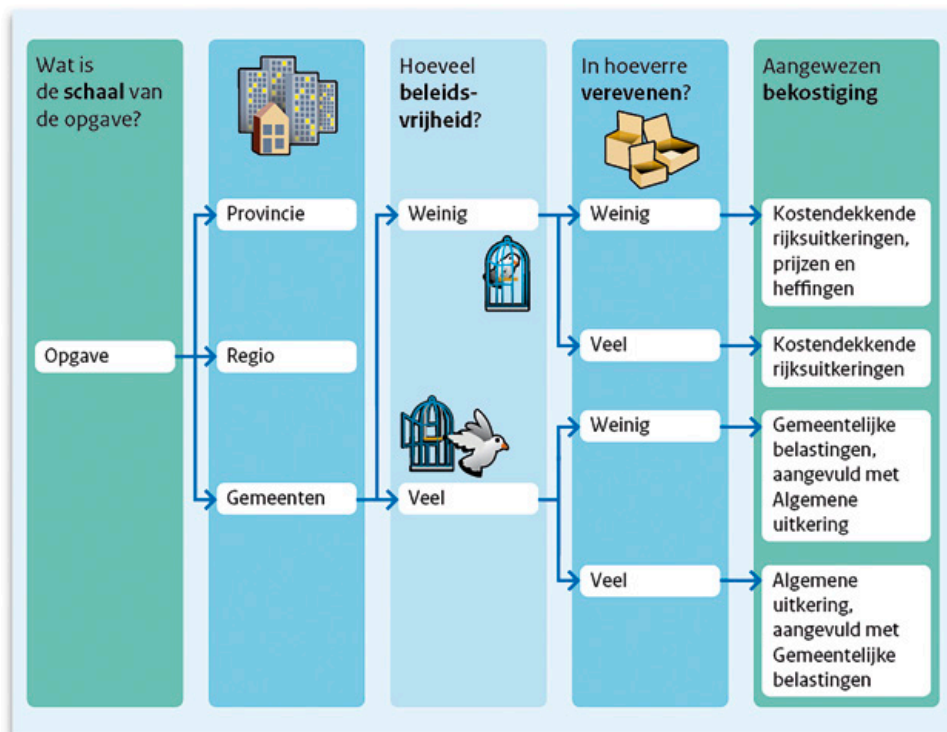 Wat is
de schaal van
de opgave?
Hoeveel
beleids-
vrijheid?
In hoeverre
verevenen?
Aangewezen
bekostiging
Opgave
Provincie
Regio
Gemeenten
Weinig
Veel
Weinig
Veel
Weinig
Veel
Kostendekkende
rijksuitkeringen,
prijzen en
heffingen
Kostendekkende
rijksuitkeringen
Gemeentelijke
belastingen,
aangevuld met
Algemene
uitkering
Algemene
uitkering,
aangevuld met
Gemeentelijke
belastingen